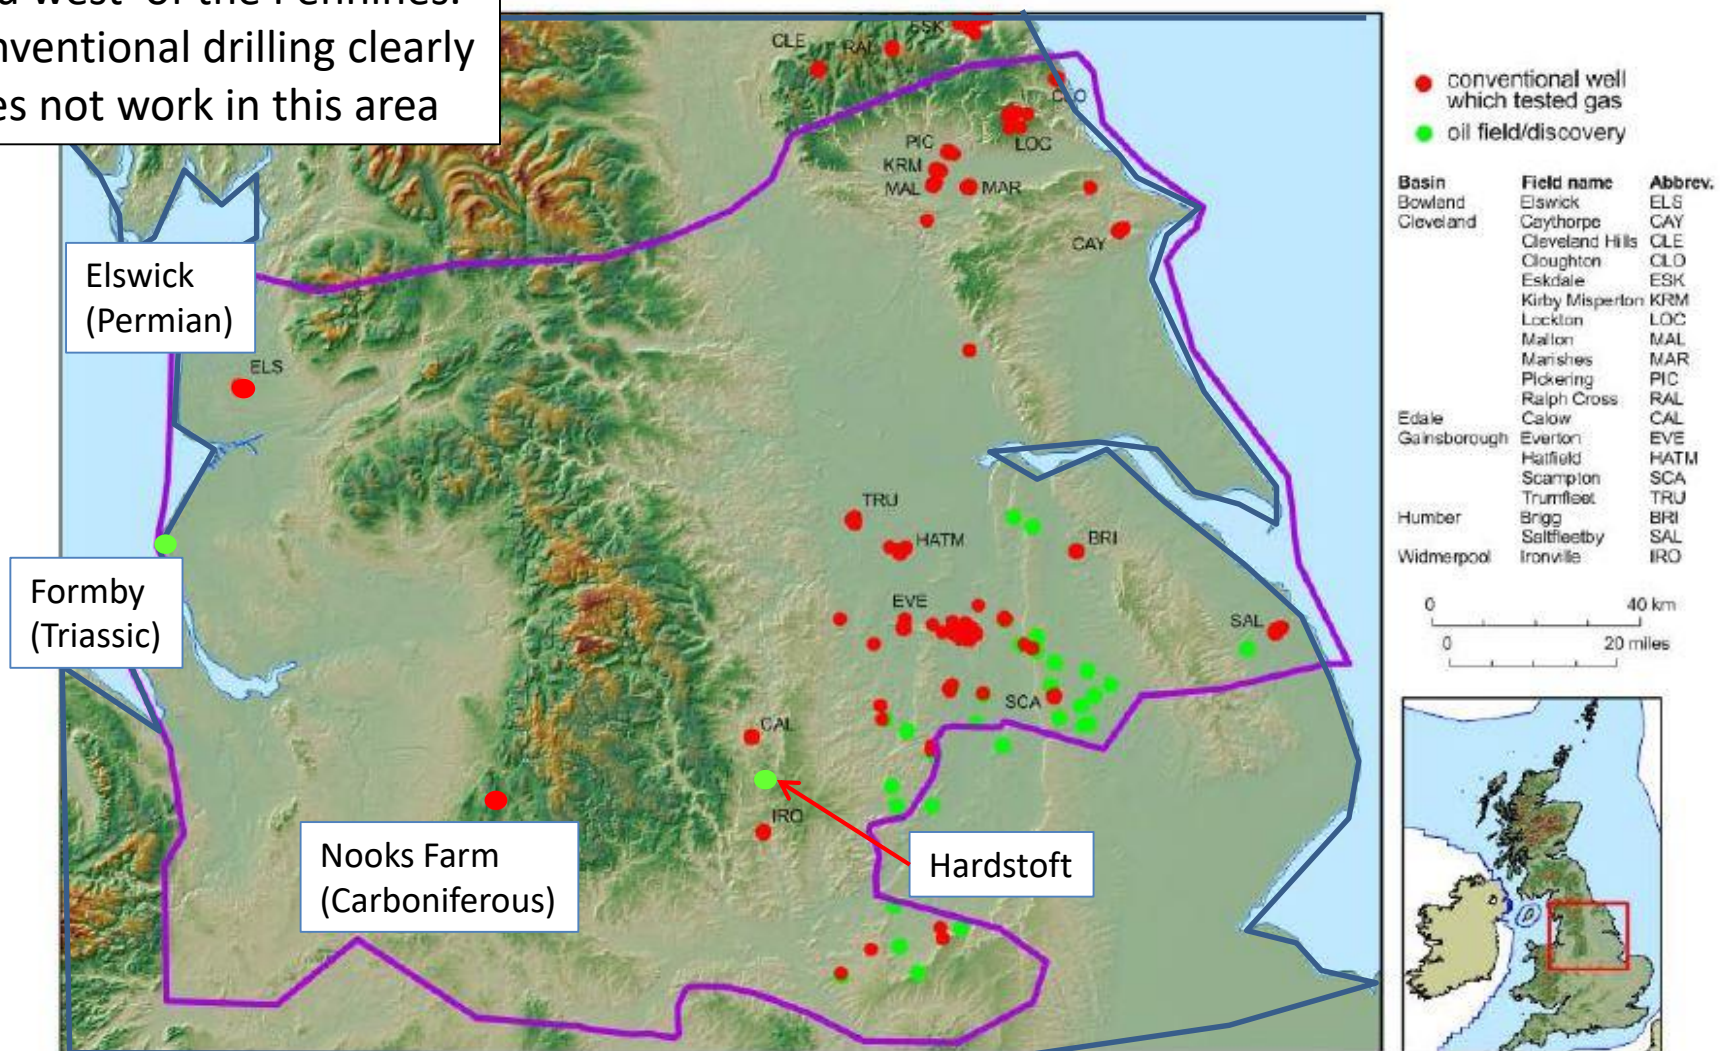 a west of the Pennines.
nventional drilling clearly
es not work in this area
CLE
RAL
ESK
CLO
LOC
PIC
KRM
MAL
MAR
CAY
Elswick
(Permian)
ELS
TRU
HATM
BRI
Formby
(Triassic)
EVE
SAL
SCA
CAL
IRO
Nooks Farm
(Carboniferous)
Hardstoft
conventional well
which tested gas
oil field/discovery
Basin Field name Abbrev.
Bowland Elswick ELS
Cleveland Caythorpe CAY
Cleveland Hills CLE
Cloughton CLO
Eskdale ESK
Kirby Misperton KRM
Lockton LOC
Malton MAL
Marishes MAR
Pickering PIC
Ralph Cross RAL
Edale Calow CAL
Gainsborough Everton EVE
Hatfield HATM
Scampton SCA
Trumfleet TRU
Humber Brigg BRI
Saltfleetby SAL
Widmerpool Ironville IRO
0 40 km
0 20 miles